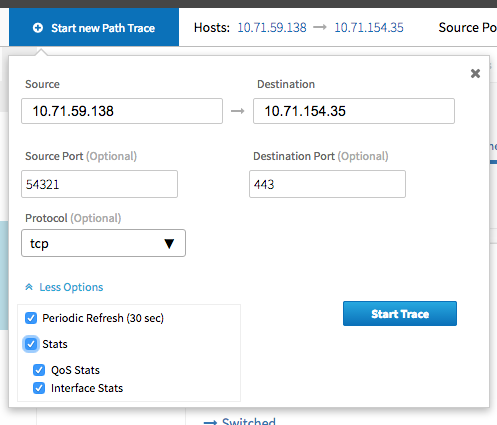 Start new Path Trace Hosts: 10.71.59.138 → 10.71.154.35 Source Po
Source Destination
10.71.59.138 → 10.71.154.35
Source Port (Optional) Destination Port (Optional)
54321 443
Protocol (Optional)
tcp
Less Options
Periodic Refresh (30 sec)
Start Trace
Stats
QoS Stats
Interface Stats
→ Switched